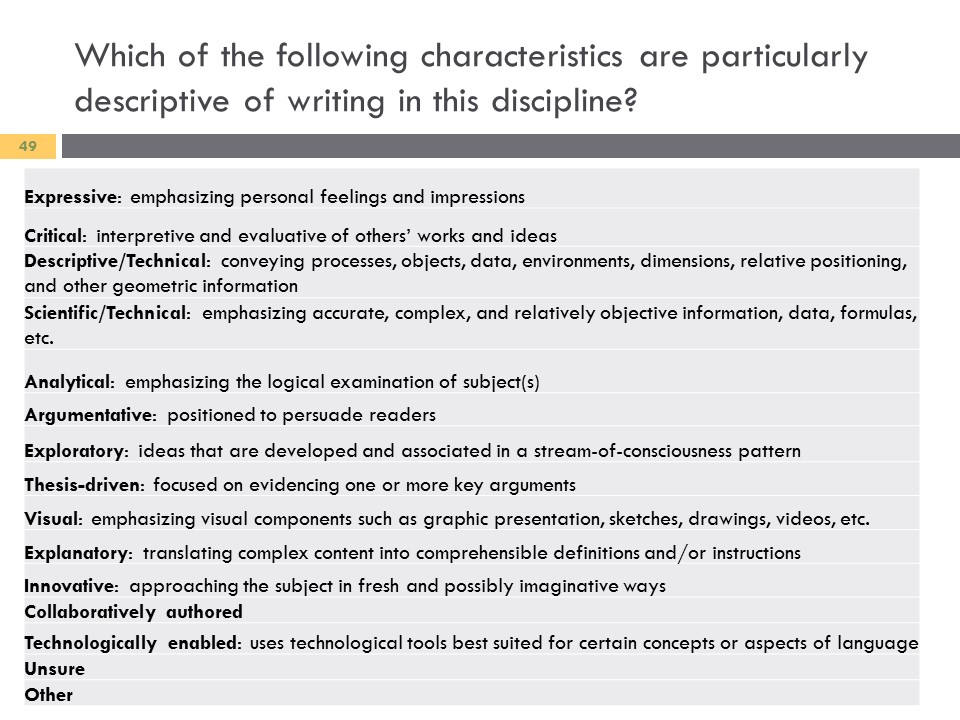 Which of the following characteristics are particularly
descriptive of writing in this discipline?
49
Expressive: emphasizing personal feelings and impressions
Critical: interpretive and evaluative of others’ works and ideas
Descriptive/Technical: conveying processes, objects, data, environments, dimensions, relative positioning,
and other geometric information
Scientific/Technical: emphasizing accurate, complex, and relatively objective information, data, formulas,
etc.
Analytical: emphasizing the logical examination of subject(s)
Argumentative: positioned to persuade readers
Exploratory: ideas that are developed and associated in a stream-of-consciousness pattern
Thesis-driven: focused on evidencing one or more key arguments
Visual: emphasizing visual components such as graphic presentation, sketches, drawings, videos, etc.
Explanatory: translating complex content into comprehensible definitions and/or instructions
Innovative: approaching the subject in fresh and possibly imaginative ways
Collaboratively authored
Technologically enabled: uses technological tools best suited for certain concepts or aspects of language
Unsure
Other